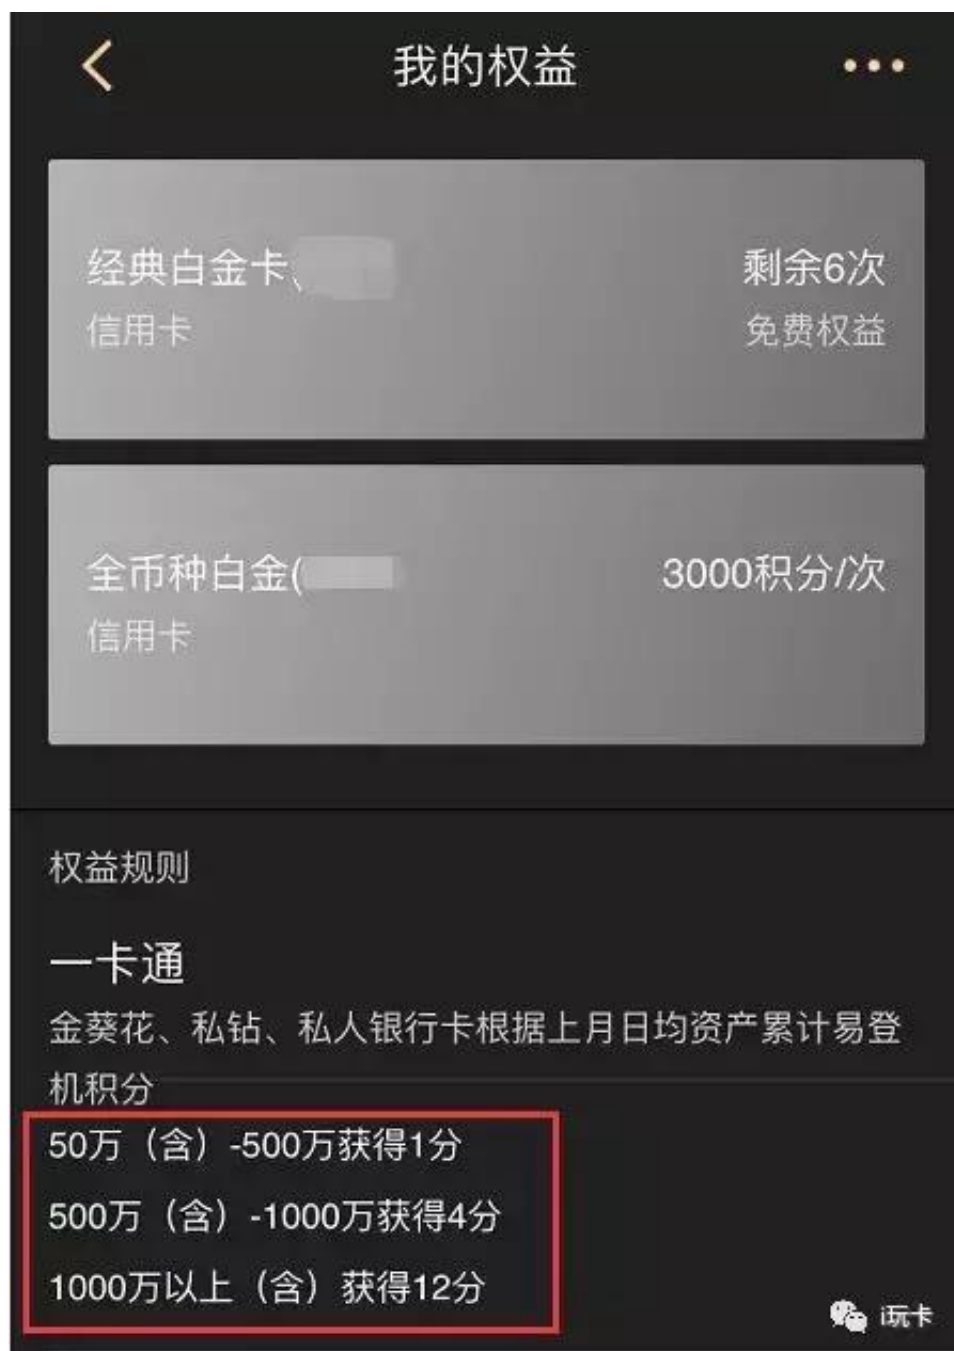 我的权益
经典白金卡
剩余6次
信用卡
免费权益
全币种白金(
3000积分/次
信用卡
权益规则
一卡通
金葵花、私钻、私人银行卡根据上月日均资产累计易登
机积分
50万（含）-500万获得1分
500万（含）-1000万获得4分
1000万以上（含）获得12分
i玩卡